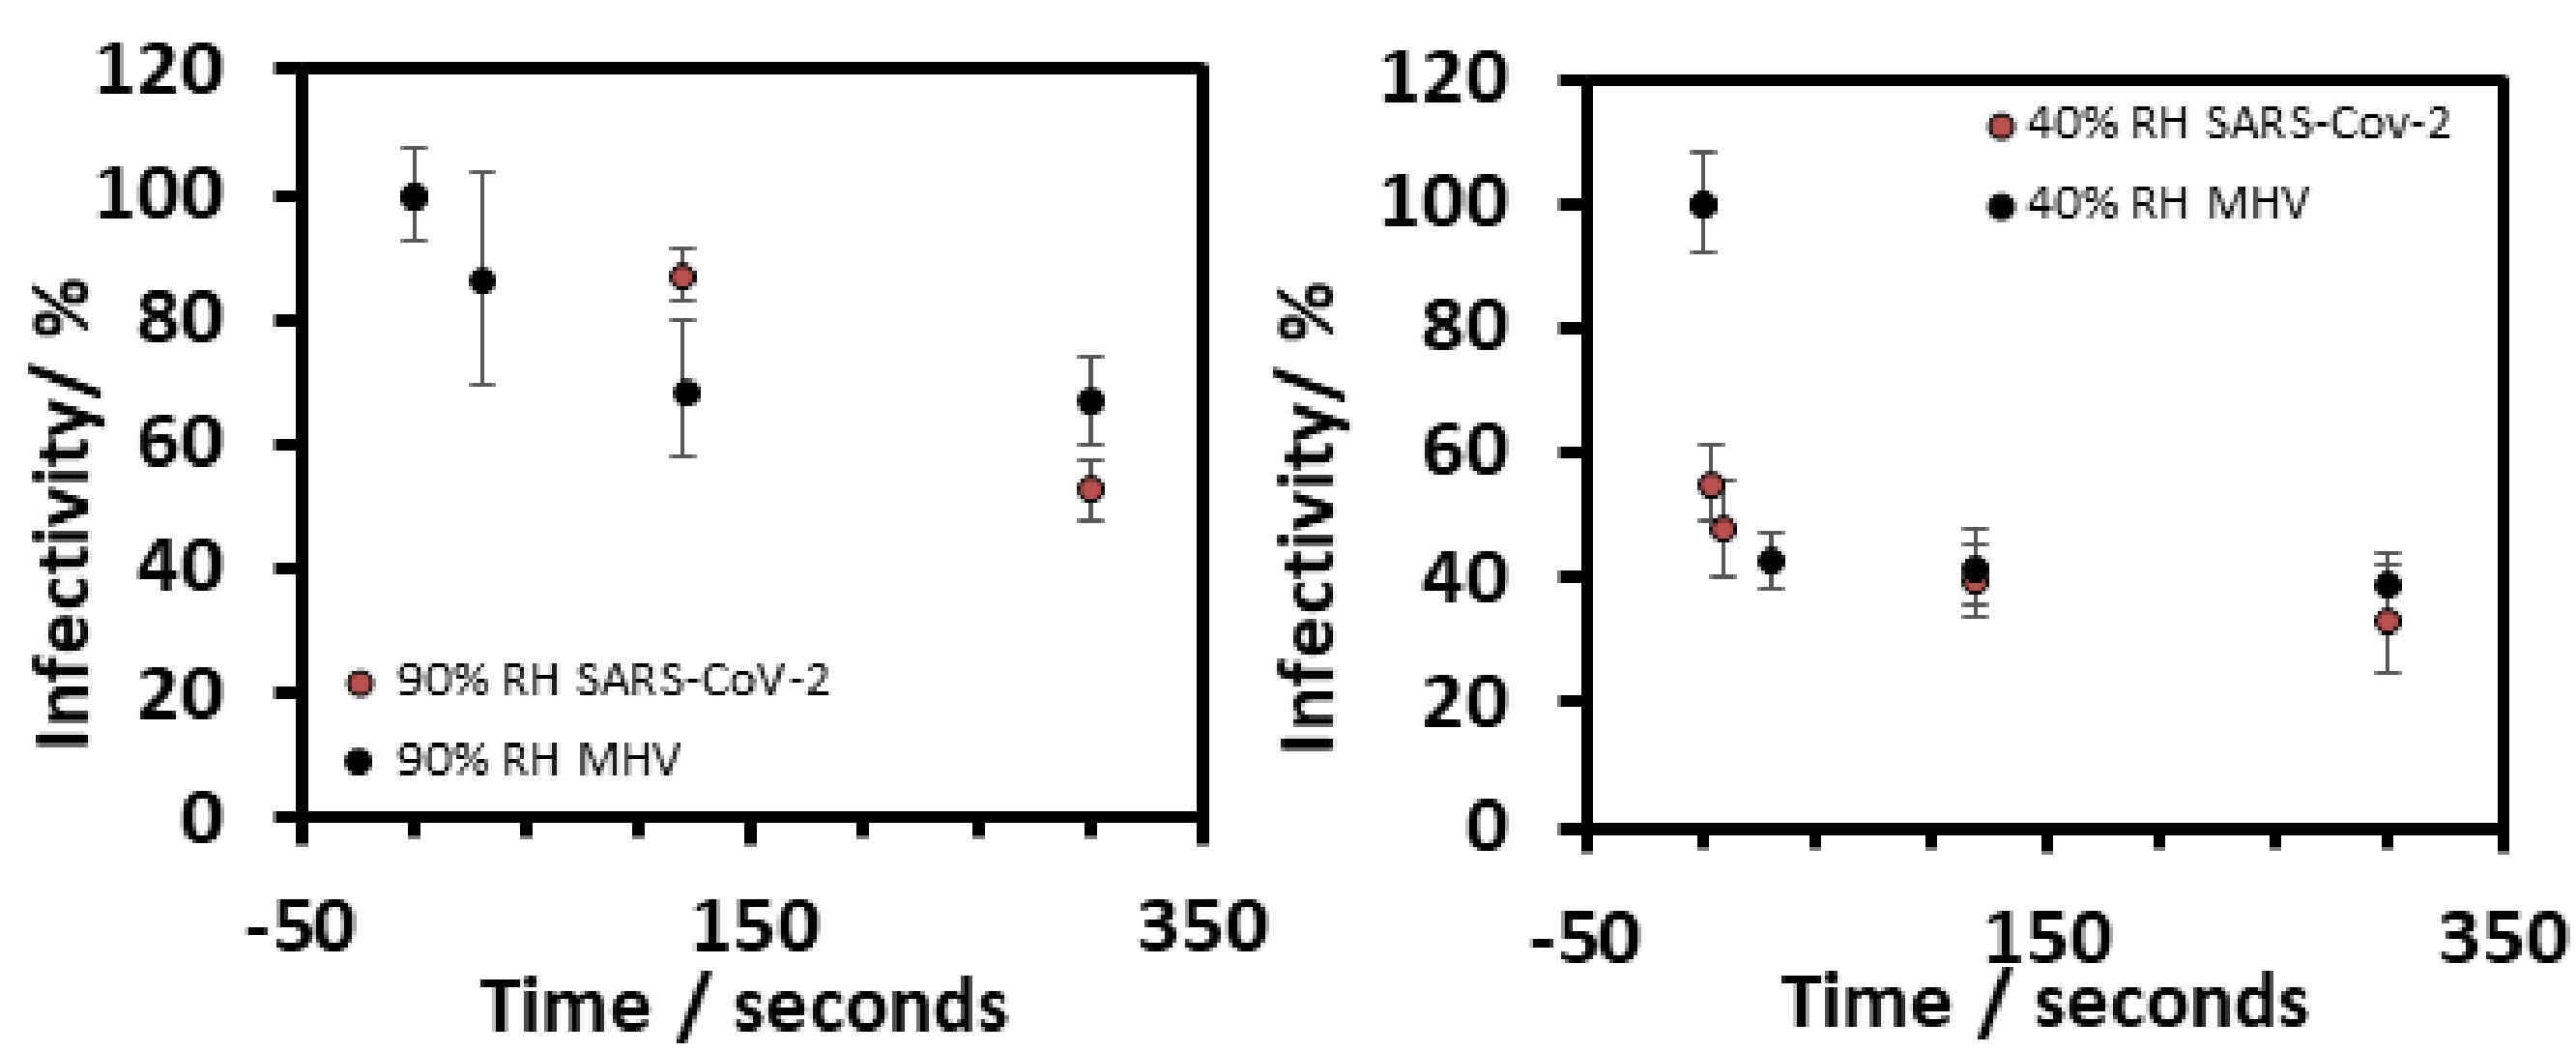 120
100
80
60
40
20
0
Infectivity/ %
90% RH SARS-CoV-2
90% RH MHV
-50 150 350
Time / seconds
120
100
80
60
40
20
0
Infectivity/ %
40% RH SARS-Cov-2
40% RH MHV
-50 150 350
Time / seconds